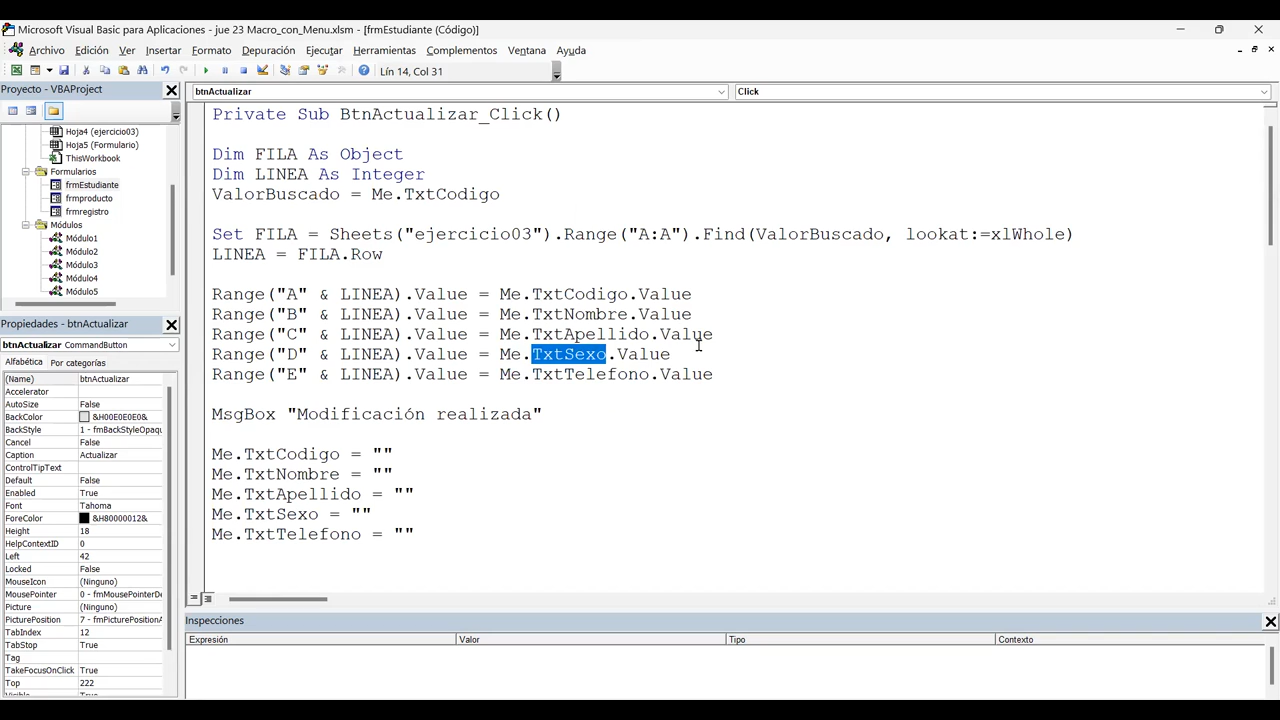 Microsoft Visual Basic para Aplicaciones - jue 23 Macro_con_Menu.xlsm - [frmEstudiante (Código)]
Archivo Edición Ver Insertar Formato Depuración Ejecutar Herramientas Complementos Ventana Ayuda
Lín 14, Col 31
Proyecto - VBAProject
Hoja4 (ejercicio03)
Hoja5 (Formulario)
ThisWorkbook
Formularios
frmEstudiante
frmproducto
frmregistro
Módulos
Módulo1
Módulo2
Módulo3
Módulo4
Módulo5
Propiedades - btnActualizar
btnActualizar CommandButton
Alfabética Por categorías
(Name) btnActualizar
Accelerator
AutoSize False
BackColor &H00E0E0E0&
BackStyle 1 - fmBackStyleOpaqu
Cancel False
Caption Actualizar
ControlTipText
Default False
Enabled True
Font Tahoma
ForeColor &H80000012&
Height 18
HelpContextID 0
Left 42
Locked False
MouseIcon (Ninguno)
MousePointer 0 - fmMousePointerDe
Picture (Ninguno)
PicturePosition 7 - fmPicturePositionA
TabIndex 12
TabStop True
Tag
TakeFocusOnClick True
Top 222
Visible True
btnActualizar Click
Private Sub BtnActualizar_Click()
Dim FILA As Object
Dim LINEA As Integer
ValorBuscado = Me.TxtCodigo
Set FILA = Sheets("ejercicio03").Range("A:A").Find(ValorBuscado, lookat:=xlWhole)
LINEA = FILA.Row
Range("A" & LINEA).Value = Me.TxtCodigo.Value
Range("B" & LINEA).Value = Me.TxtNombre.Value
Range("C" & LINEA).Value = Me.TxtApellido.Value
Range("D" & LINEA).Value = Me.TxtSexo.Value
Range("E" & LINEA).Value = Me.TxtTelefono.Value
MsgBox "Modificación realizada"
Me.TxtCodigo = ""
Me.TxtNombre = ""
Me.TxtApellido = ""
Me.TxtSexo = ""
Me.TxtTelefono = ""
Inspecciones
Expresión Valor Tipo Contexto